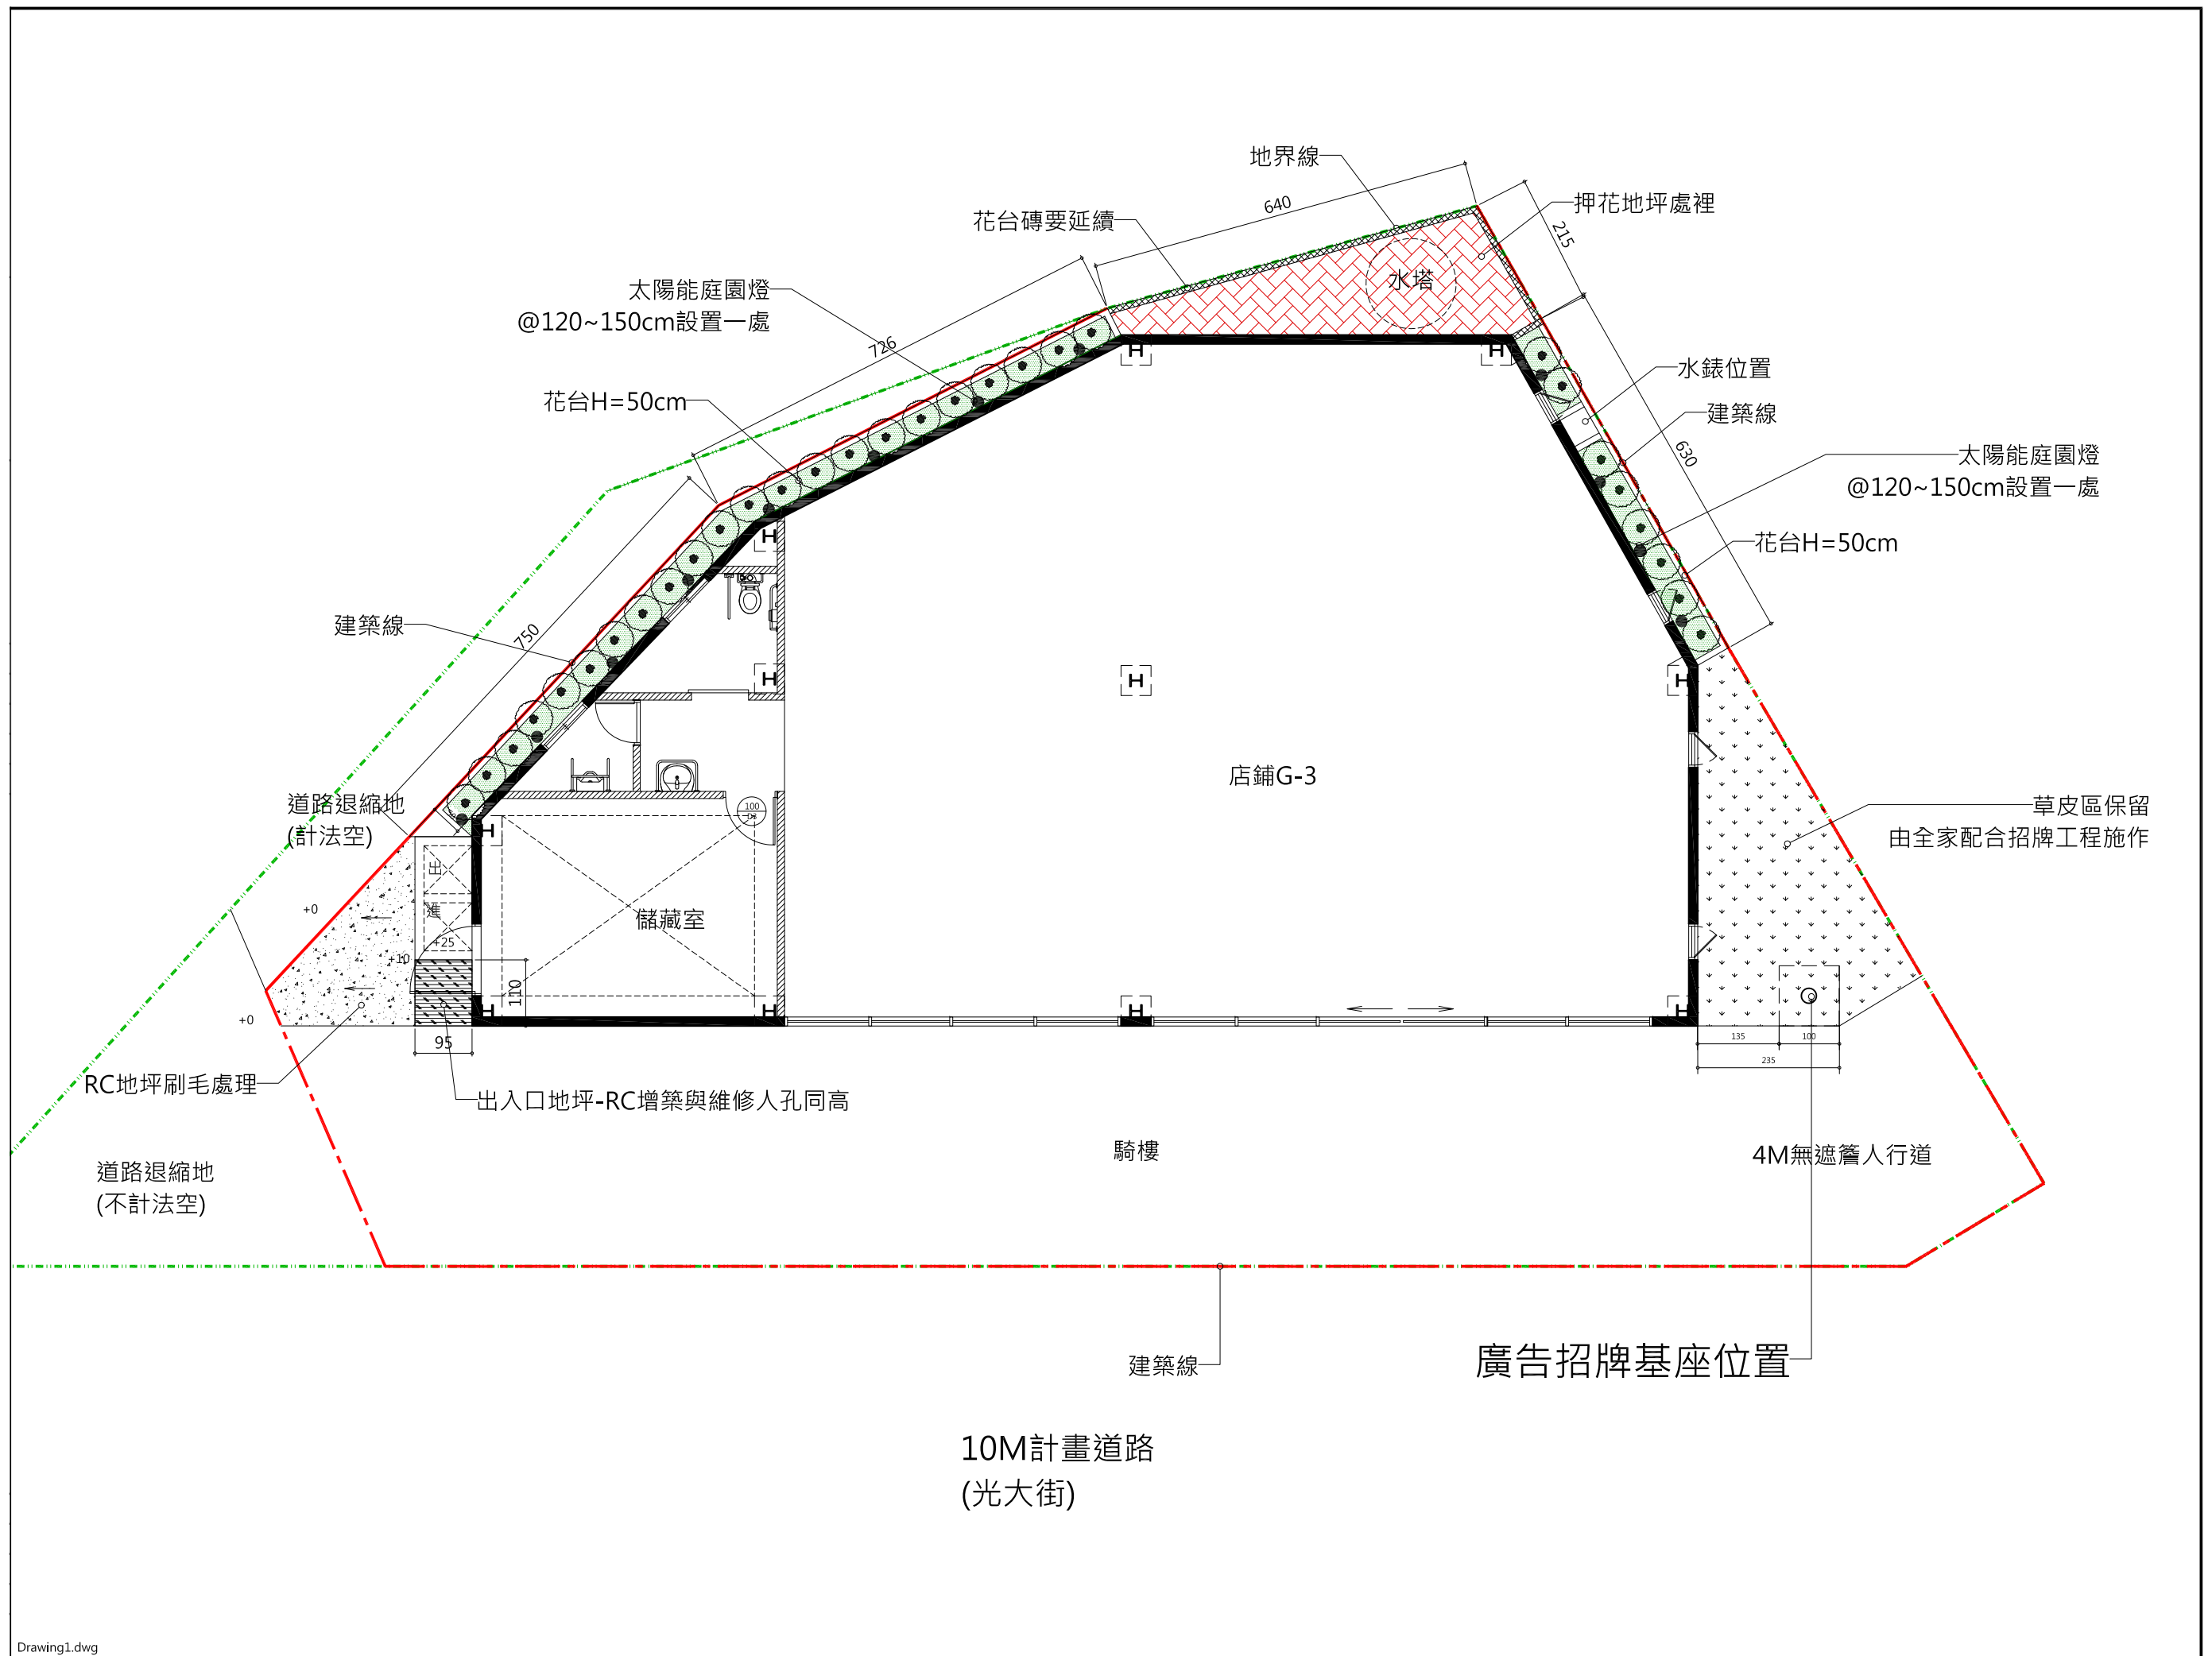 地界線
640
押花地坪處裡
花台磚要延續
215
水塔
太陽能庭園燈
@120~150cm設置一處
726
水錶位置
花台H=50cm
建築線
630
太陽能庭園燈
@120~150cm設置一處
花台H=50cm
H
H
H
建築線
750
H
H
H
店鋪G-3
道路退縮地
(計法空)
100
草皮區保留
由全家配合招牌工程施作
H
出
進
+0
儲藏室
+25
+10
110
H
H
H
H
+0
95
135
100
235
RC地坪刷毛處理
出入口地坪-RC增築與維修人孔同高
騎樓
4M無遮簷人行道
道路退縮地
(不計法空)
建築線
廣告招牌基座位置
10M計畫道路
(光大街)
Drawing1.dwg